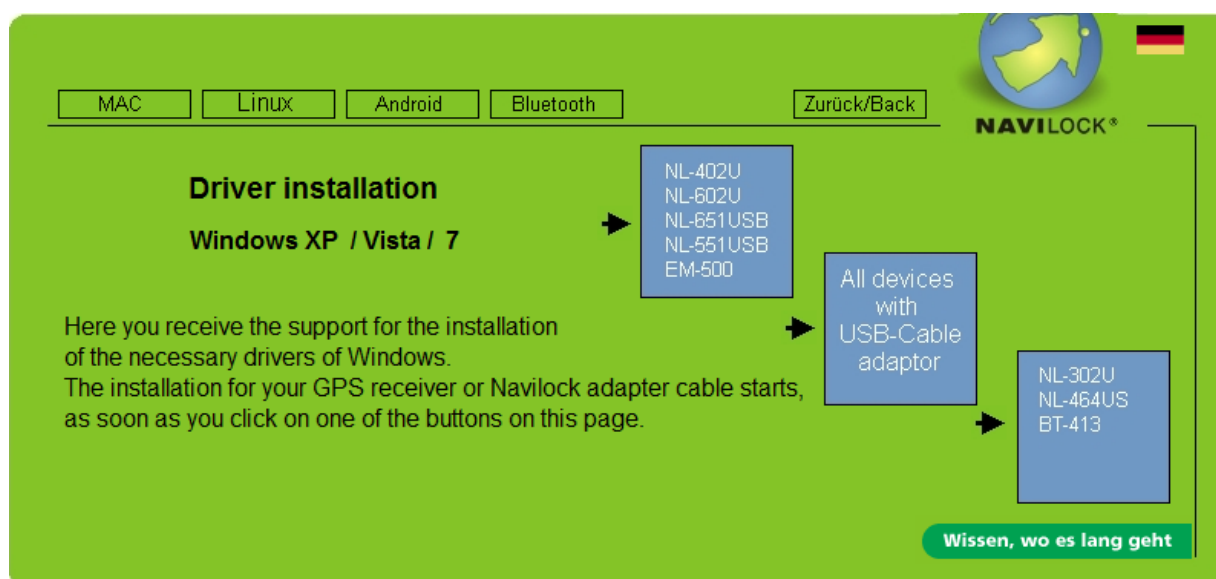 MAC
Linux
Android
Bluetooth
Zurück/Back
NAVILOCK®
Driver installation
Windows XP / Vista / 7
NL-402U
NL-602U
NL-651USB
NL-551USB
EM-500
All devices
with
USB-Cable
adaptor
NL-302U
NL-464US
BT-413
Here you receive the support for the installation
of the necessary drivers of Windows.
The installation for your GPS receiver or Navilock adapter cable starts,
as soon as you click on one of the buttons on this page.
Wissen, wo es lang geht